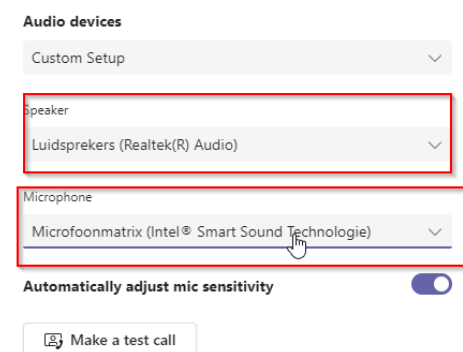 Audio devices
Custom Setup
Speaker
Luidsprekers (Realtek(R) Audio)
Microphone
Microfoonmatrix (Intel® Smart Sound Technologie)
Automatically adjust mic sensitivity
Make a test call